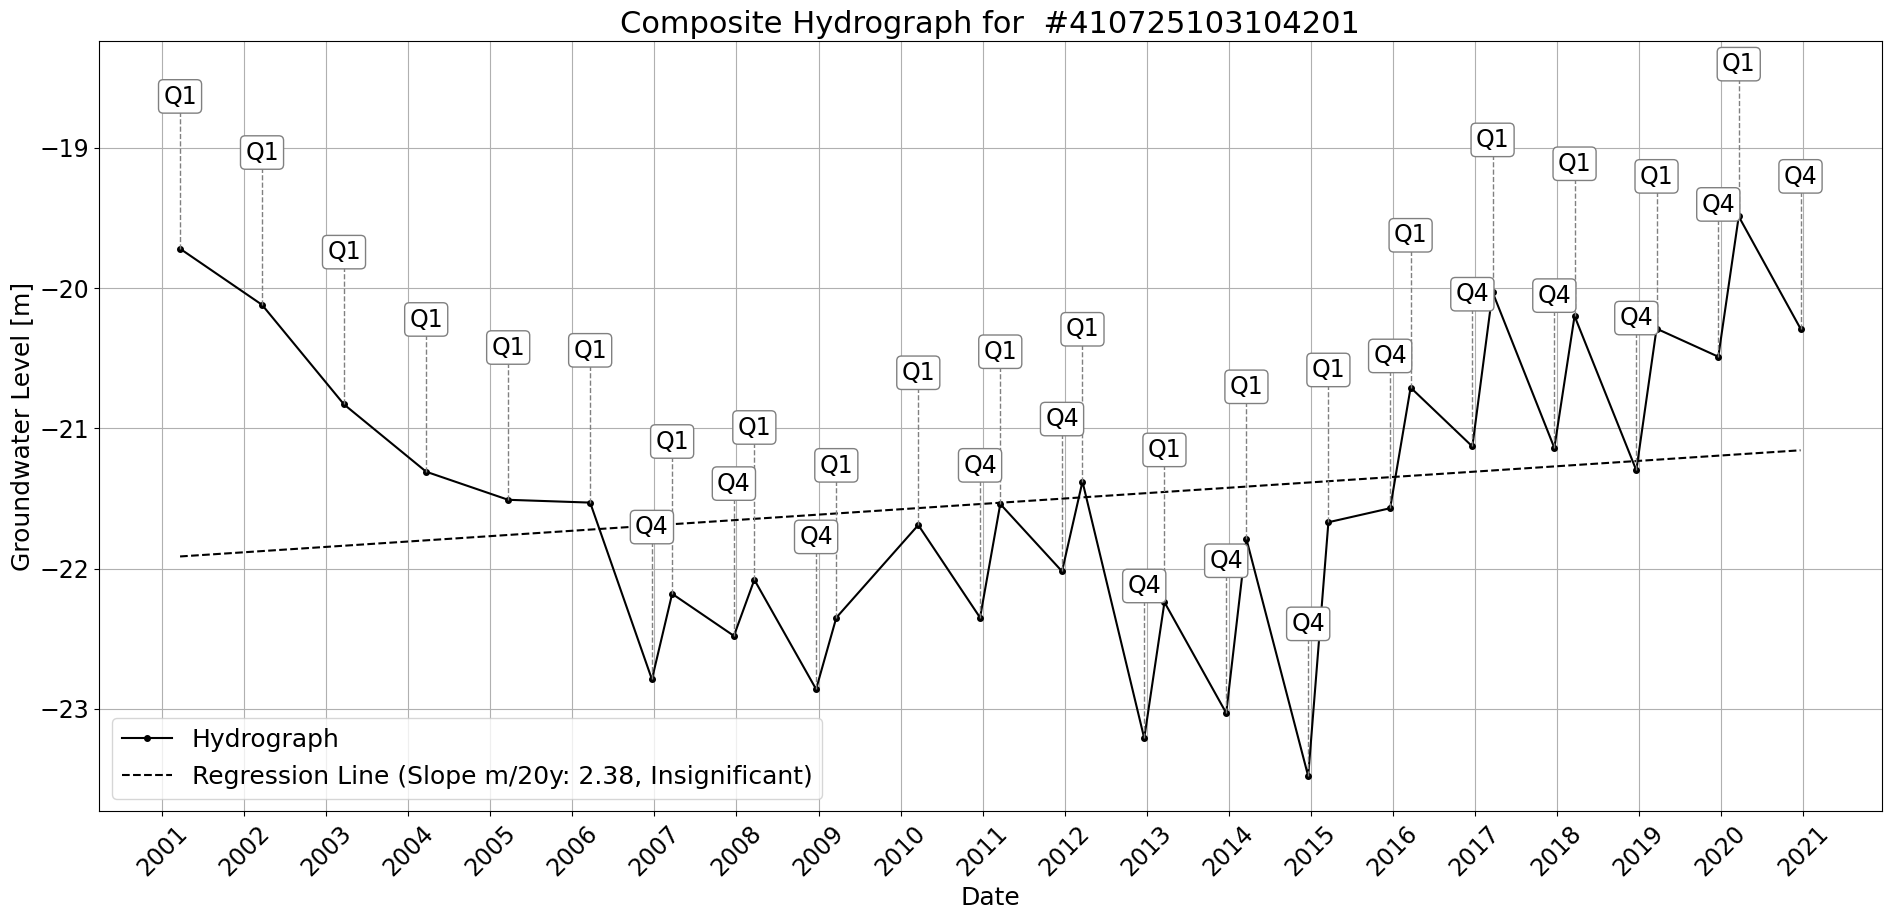 Composite Hydrograph for  #410725103104201
Groundwater Level [m]
−19
−20
−21
−22
−23
Q1
Q1
Q1
Q1
Q1
Q1
Q4
Q1
Q4
Q1
Q4
Q1
Q1
Q4
Q1
Q4
Q1
Q4
Q1
Q4
Q1
Q4
Q1
Q4
Q1
Q4
Q1
Q4
Q1
Q4
Q1
Q4
Q1
Q4
Hydrograph
Regression Line (Slope m/20y: 2.38, Insignificant)
2001
2002
2003
2004
2005
2006
2007
2008
2009
2010
2011
2012
2013
2014
2015
2016
2017
2018
2019
2020
2021
Date